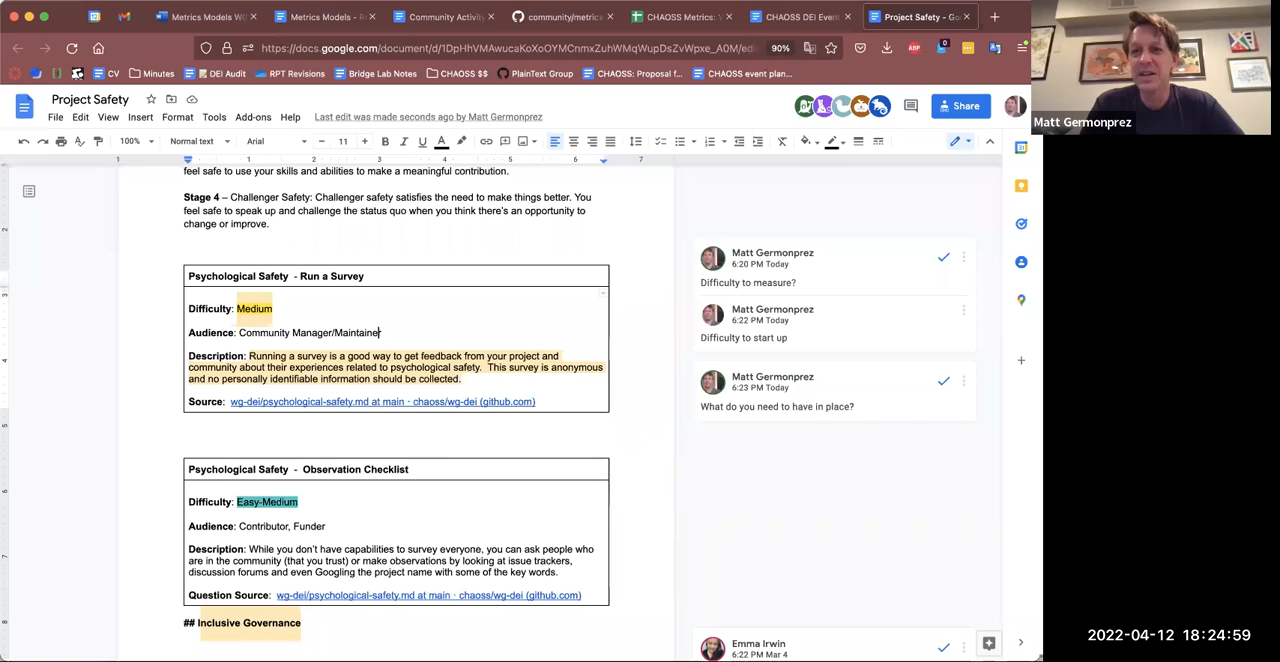 Metrics Models WG
Metrics Models - R
Community Activity
community/metrics
CHAOSS Metrics: V
CHAOSS DEI Even
Project Safety - Go
https://docs.google.com/document/d/1DpHhVMAwucaKoXoOYMCnmxZuhWMqWupDsZvWpxe_A0M/edi
90%
CV
Minutes
DEI Audit
RPT Revisions
Bridge Lab Notes
CHAOSS $$
PlainText Group
CHAOSS: Proposal f...
CHAOSS event plan...
Project Safety
File Edit View Insert Format Tools Add-ons Help
Last edit was made seconds ago by Matt Germonprez
Share
100%
Normal text
Arial
11
feel safe to use your skills and abilities to make a meaningful contribution.
Stage 4 – Challenger Safety: Challenger safety satisfies the need to make things better. You
feel safe to speak up and challenge the status quo when you think there's an opportunity to
change or improve.
Psychological Safety - Run a Survey
Difficulty: Medium
Audience: Community Manager/Maintainer
Description: Running a survey is a good way to get feedback from your project and
community about their experiences related to psychological safety. This survey is anonymous
and no personally identifiable information should be collected.
Source: wg-dei/psychological-safety.md at main · chaoss/wg-dei (github.com)
Psychological Safety - Observation Checklist
Difficulty: Easy-Medium
Audience: Contributor, Funder
Description: While you don't have capabilities to survey everyone, you can ask people who
are in the community (that you trust) or make observations by looking at issue trackers,
discussion forums and even Googling the project name with some of the key words.
Question Source: wg-dei/psychological-safety.md at main · chaoss/wg-dei (github.com)
## Inclusive Governance
Matt Germonprez
6:20 PM Today
Difficulty to measure?
Matt Germonprez
6:22 PM Today
Difficulty to start up
Matt Germonprez
6:23 PM Today
What do you need to have in place?
Emma Irwin
6:22 PM Mar 4
Matt Germonprez
2022-04-12 18:24:59